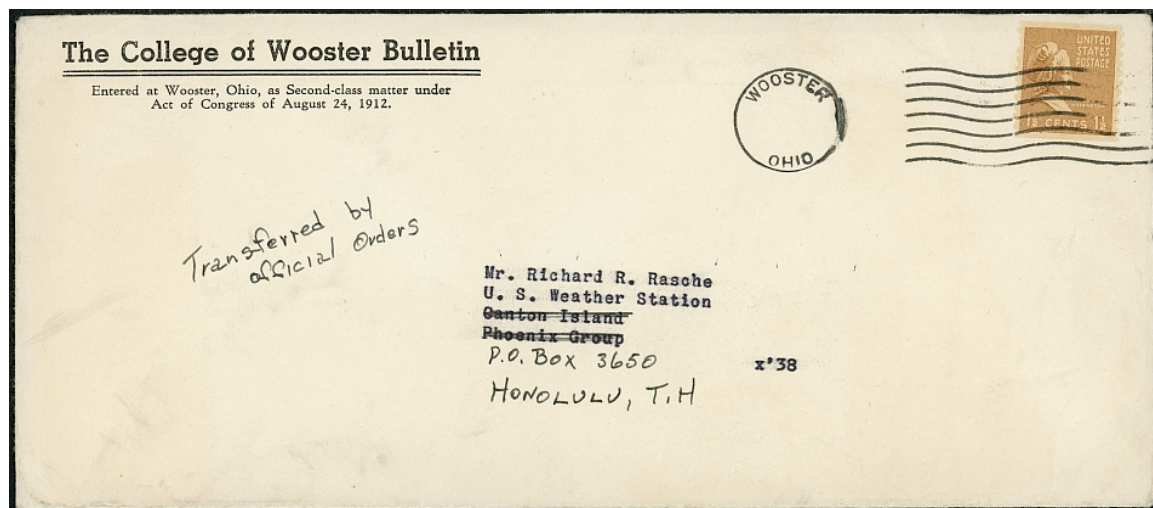 The College of Wooster Bulletin
Entered at Wooster, Ohio, as Second-class matter under
Act of Congress of August 24, 1912.
WOOSTER
OHIO
UNITED
STATES
POSTAGE
WASHINGTON
1½ CENTS 1½
Transferred by
official Orders
Mr. Richard R. Rasche
U. S. Weather Station
Canton Island
Phoenix Group
P.O. Box 3650
x'38
HONOLULU, T.H